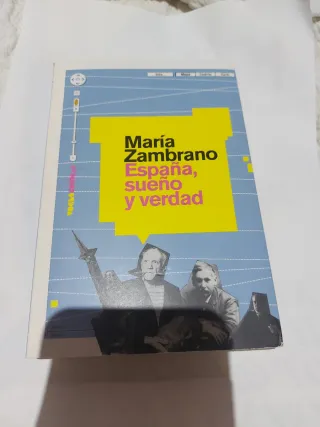 María
Zambrano
España,
sueño
y verdad